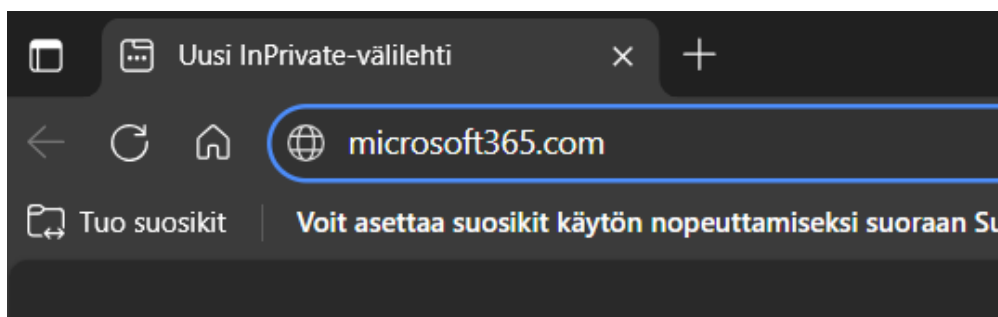 Uusi InPrivate-välilehti
microsoft365.com
Tuo suosikit
Voit asettaa suosikit käytön nopeuttamiseksi suoraan